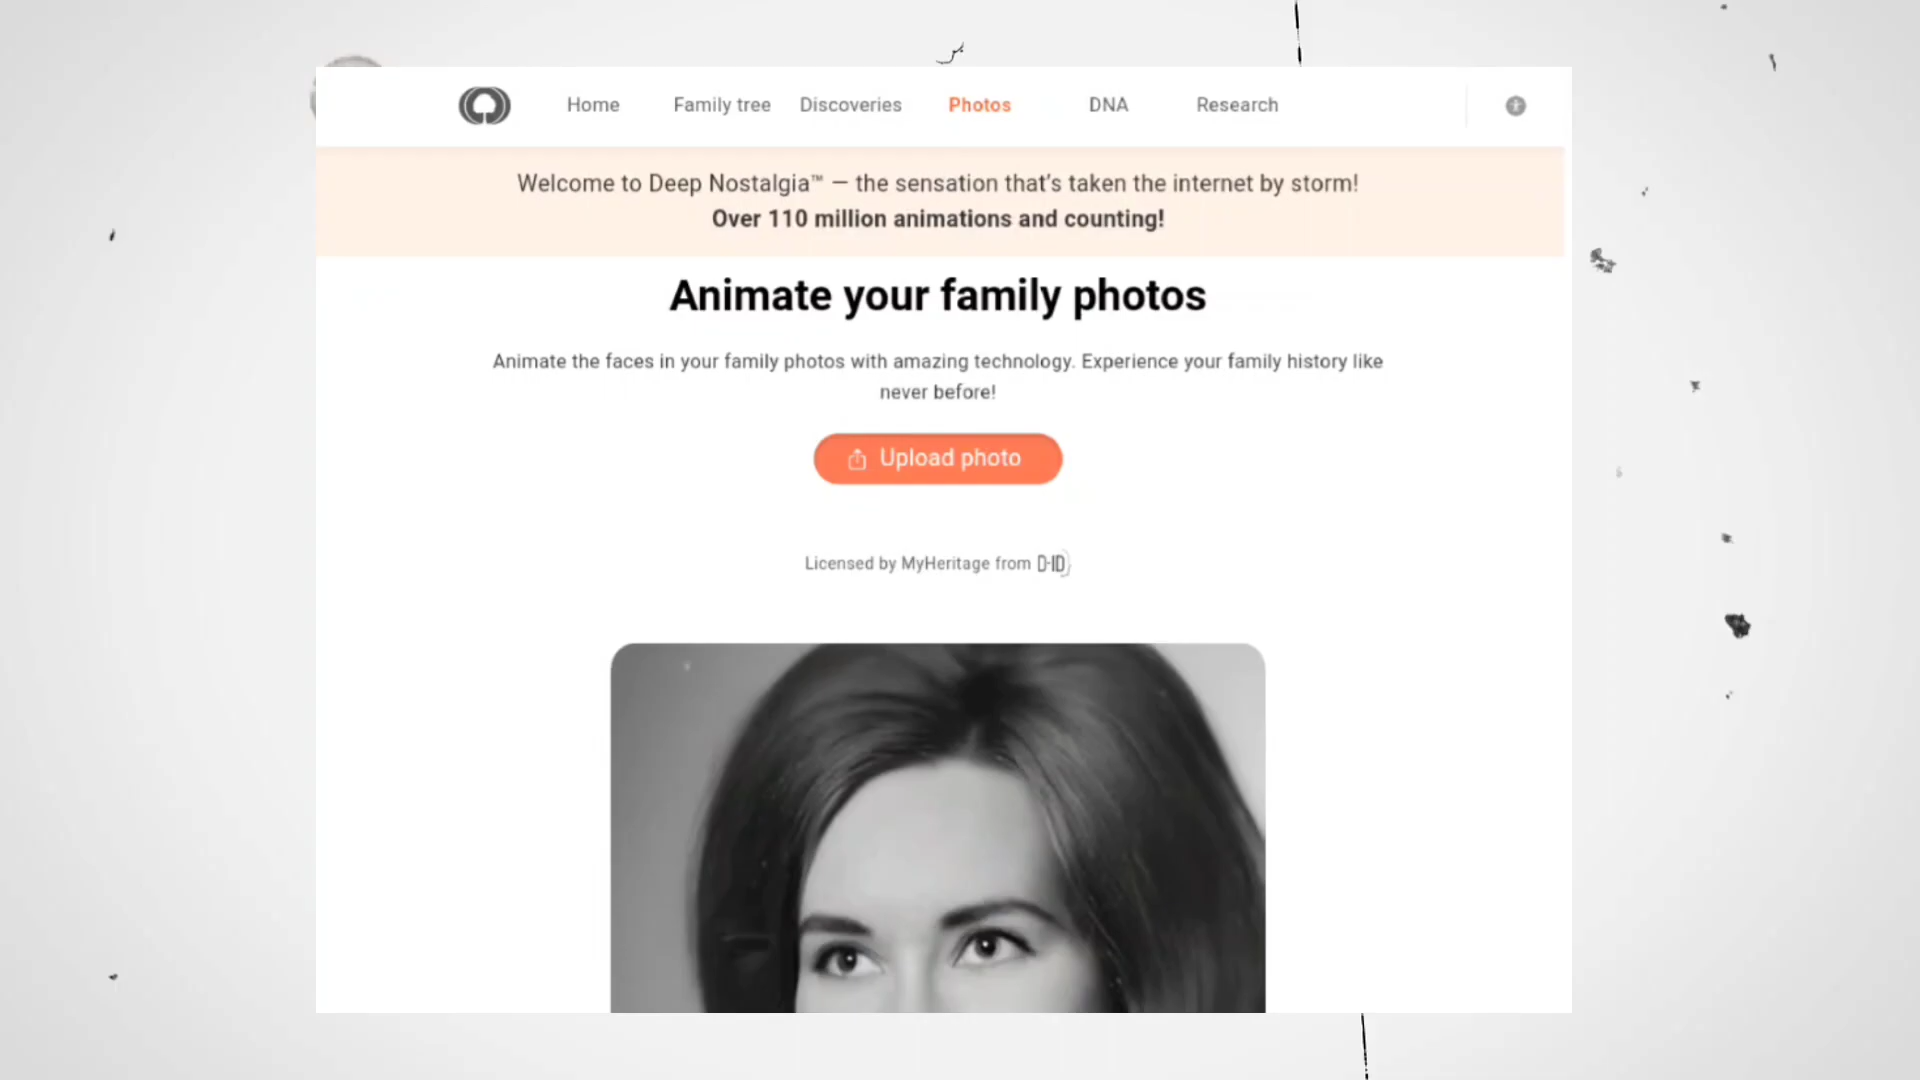 Home Family tree Discoveries Photos DNA Research
Welcome to Deep Nostalgia™ — the sensation that's taken the internet by storm!
Over 110 million animations and counting!
Animate your family photos
Animate the faces in your family photos with amazing technology. Experience your family history like
never before!
Upload photo
Licensed by MyHeritage from D-ID